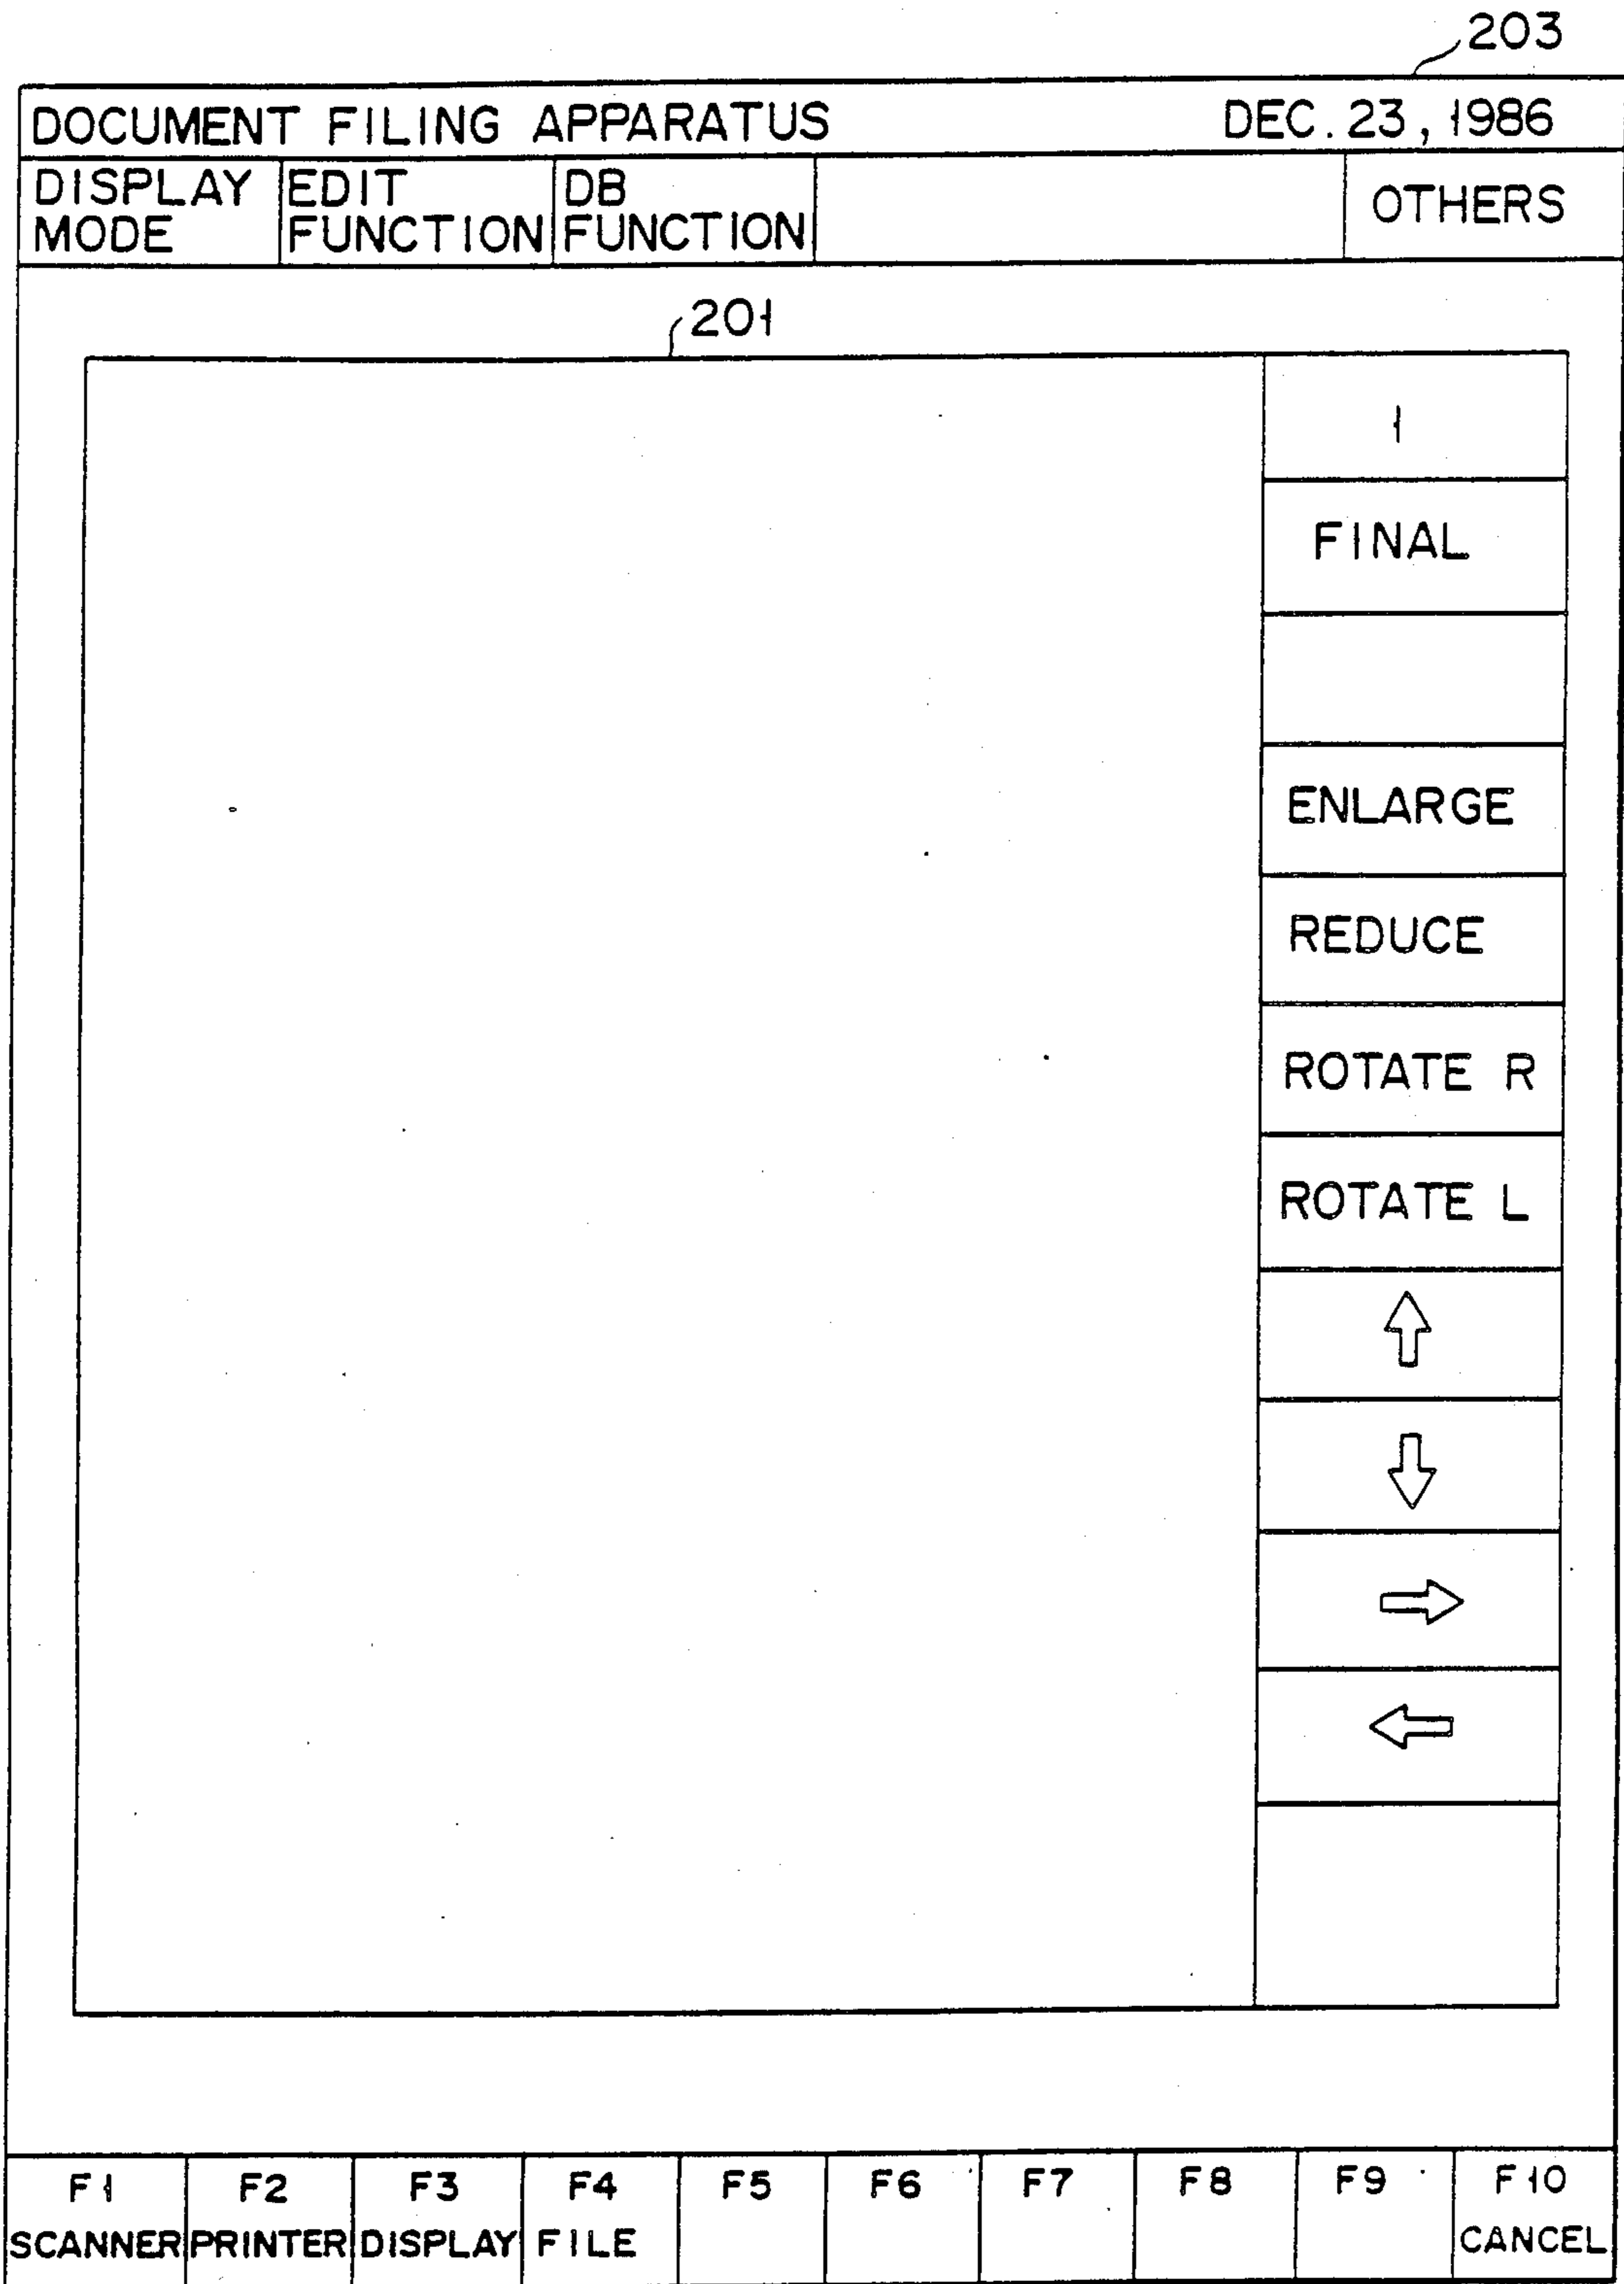 203
DOCUMENT FILING APPARATUS DEC. 23, 1986
DISPLAY MODE
EDIT FUNCTION
DB FUNCTION
OTHERS
201
1
FINAL
ENLARGE
REDUCE
ROTATE R
ROTATE L
F1 F2 F3 F4 F5 F6 F7 F8 F9 F10
SCANNER PRINTER DISPLAY FILE CANCEL